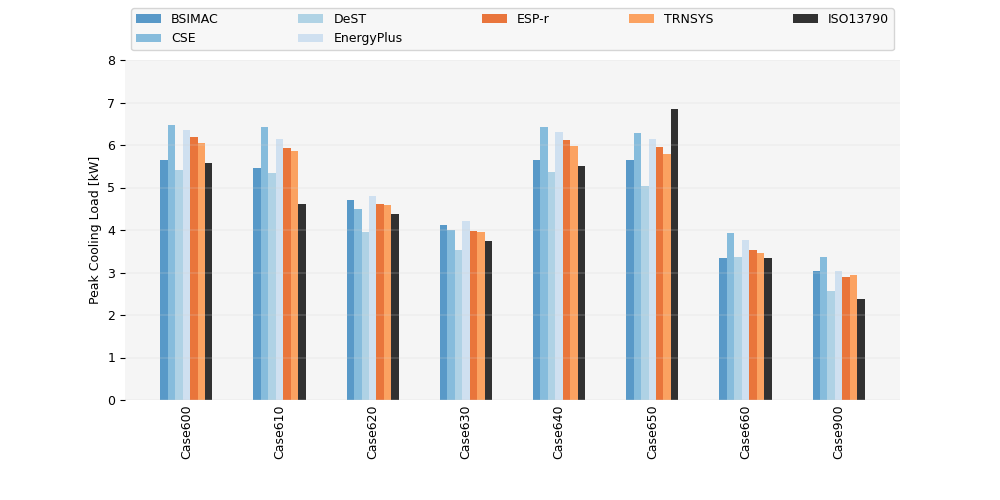 BSIMAC DeST ESP-r TRNSYS ISO13790
CSE EnergyPlus
Peak Cooling Load [kW]
8
7
6
5
4
3
2
1
0
Case600 Case610 Case620 Case630 Case640 Case650 Case660 Case900